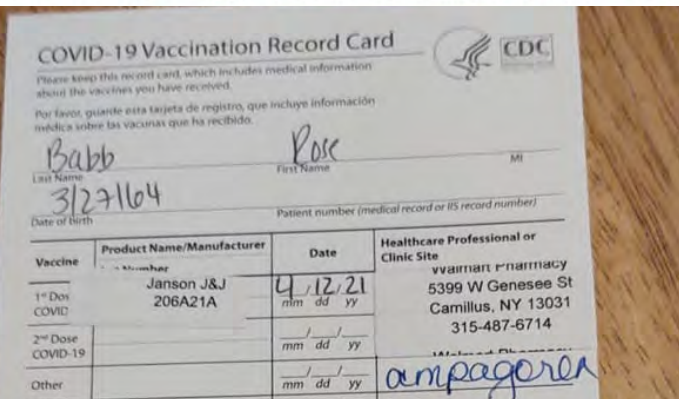 COVID-19 Vaccination Record Card
CDC
Please keep this record card, which includes medical information
about the vaccines you have received.
Por favor, guarde esta tarjeta de registro, que incluye información
médica sobre las vacunas que ha recibido.
Babb Rose
Last Name First Name MI
3/27/64
Date of birth Patient number (medical record or IIS record number)
Vaccine Product Name/Manufacturer Date Healthcare Professional or
Clinic Site
Number
Walmart Pharmacy
1st Dos Janson J&J 4/12/21 5399 W Genesee St
COVID 206A21A mm dd yy Camillus, NY 13031
315-487-6714
2nd Dose
COVID-19 mm dd yy
Other mm dd yy